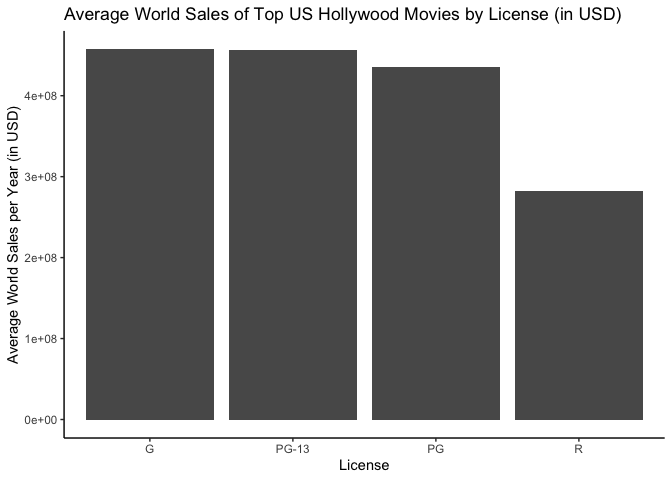 Average World Sales of Top US Hollywood Movies by License (in USD)
Average World Sales per Year (in USD)
4e+08
3e+08
2e+08
1e+08
0e+00
G PG-13 PG R
License